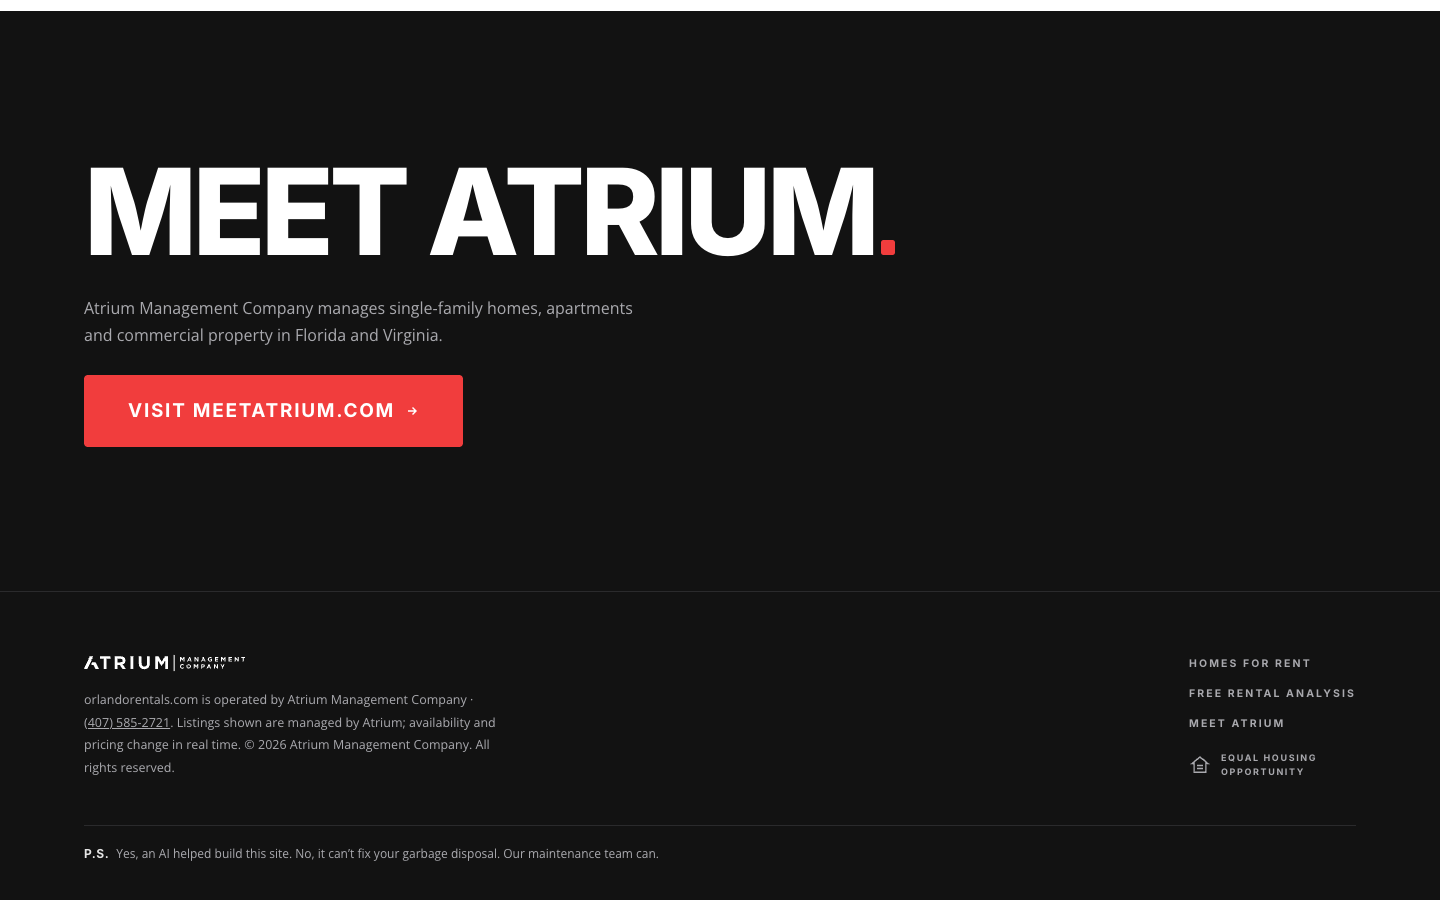 MEET ATRIUM.
Atrium Management Company manages single-family homes, apartments
and commercial property in Florida and Virginia.
VISIT MEETATRIUM.COM →
ATRIUM | MANAGEMENT
COMPANY
orlandorentals.com is operated by Atrium Management Company ·
(407) 585-2721. Listings shown are managed by Atrium; availability and
pricing change in real time. © 2026 Atrium Management Company. All
rights reserved.
HOMES FOR RENT
FREE RENTAL ANALYSIS
MEET ATRIUM
EQUAL HOUSING
OPPORTUNITY
P.S. Yes, an AI helped build this site. No, it can’t fix your garbage disposal. Our maintenance team can.